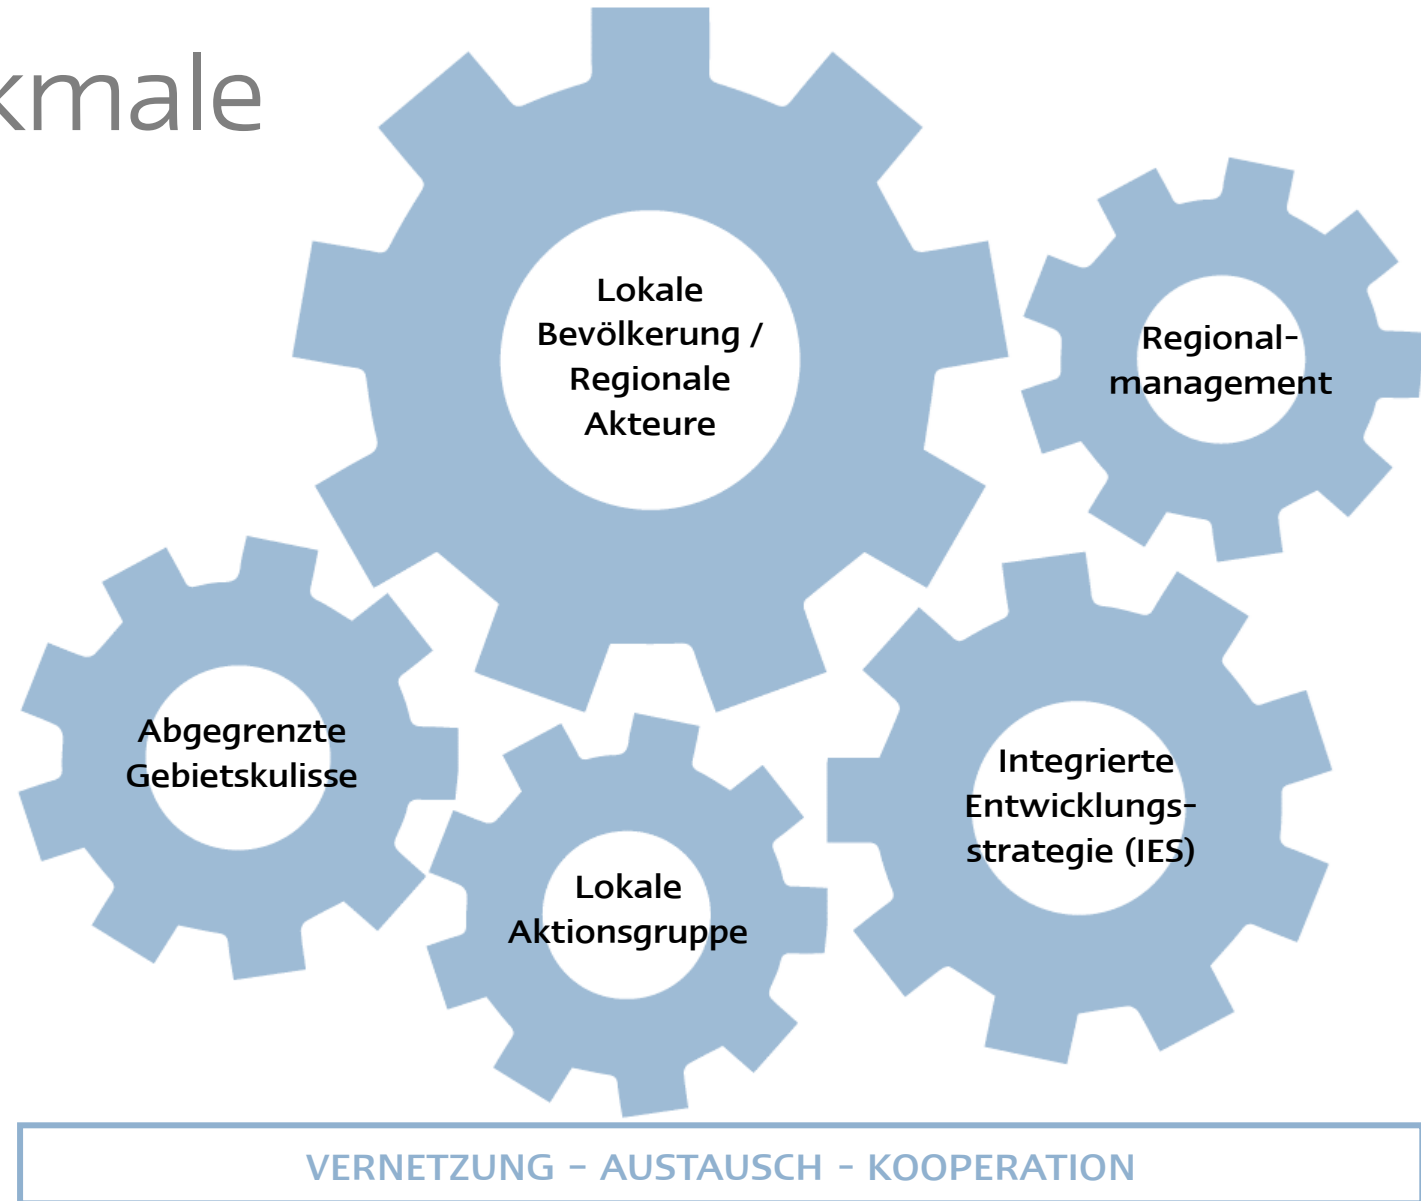 kmale
Lokale
Bevölkerung /
Regionale
Akteure
Regional-
management
Abgegrenzte
Gebietskulisse
Integrierte
Entwicklungs-
strategie (IES)
Lokale
Aktionsgruppe
VERNETZUNG – AUSTAUSCH - KOOPERATION